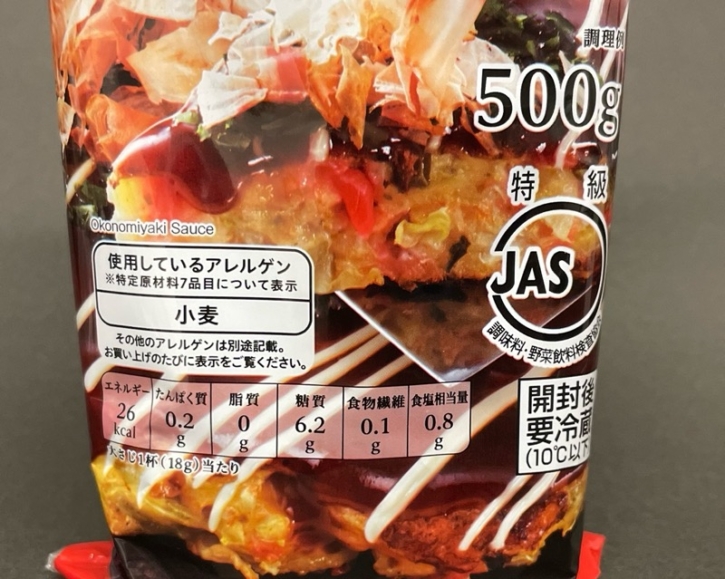 調理例
500g
特級
JAS
調味料・野菜飲料検査
Okonomiyaki Sauce
使用しているアレルゲン
※特定原材料7品目について表示
小麦
その他のアレルゲンは別途記載。
お買い上げのたびに表示をご覧ください。
エネルギー たんぱく質 脂質 糖質 食物繊維 食塩相当量
26 kcal 0.2 g 0 g 6.2 g 0.1 g 0.8 g
大さじ1杯(18g)当たり
開封後
要冷蔵
(10℃以下)